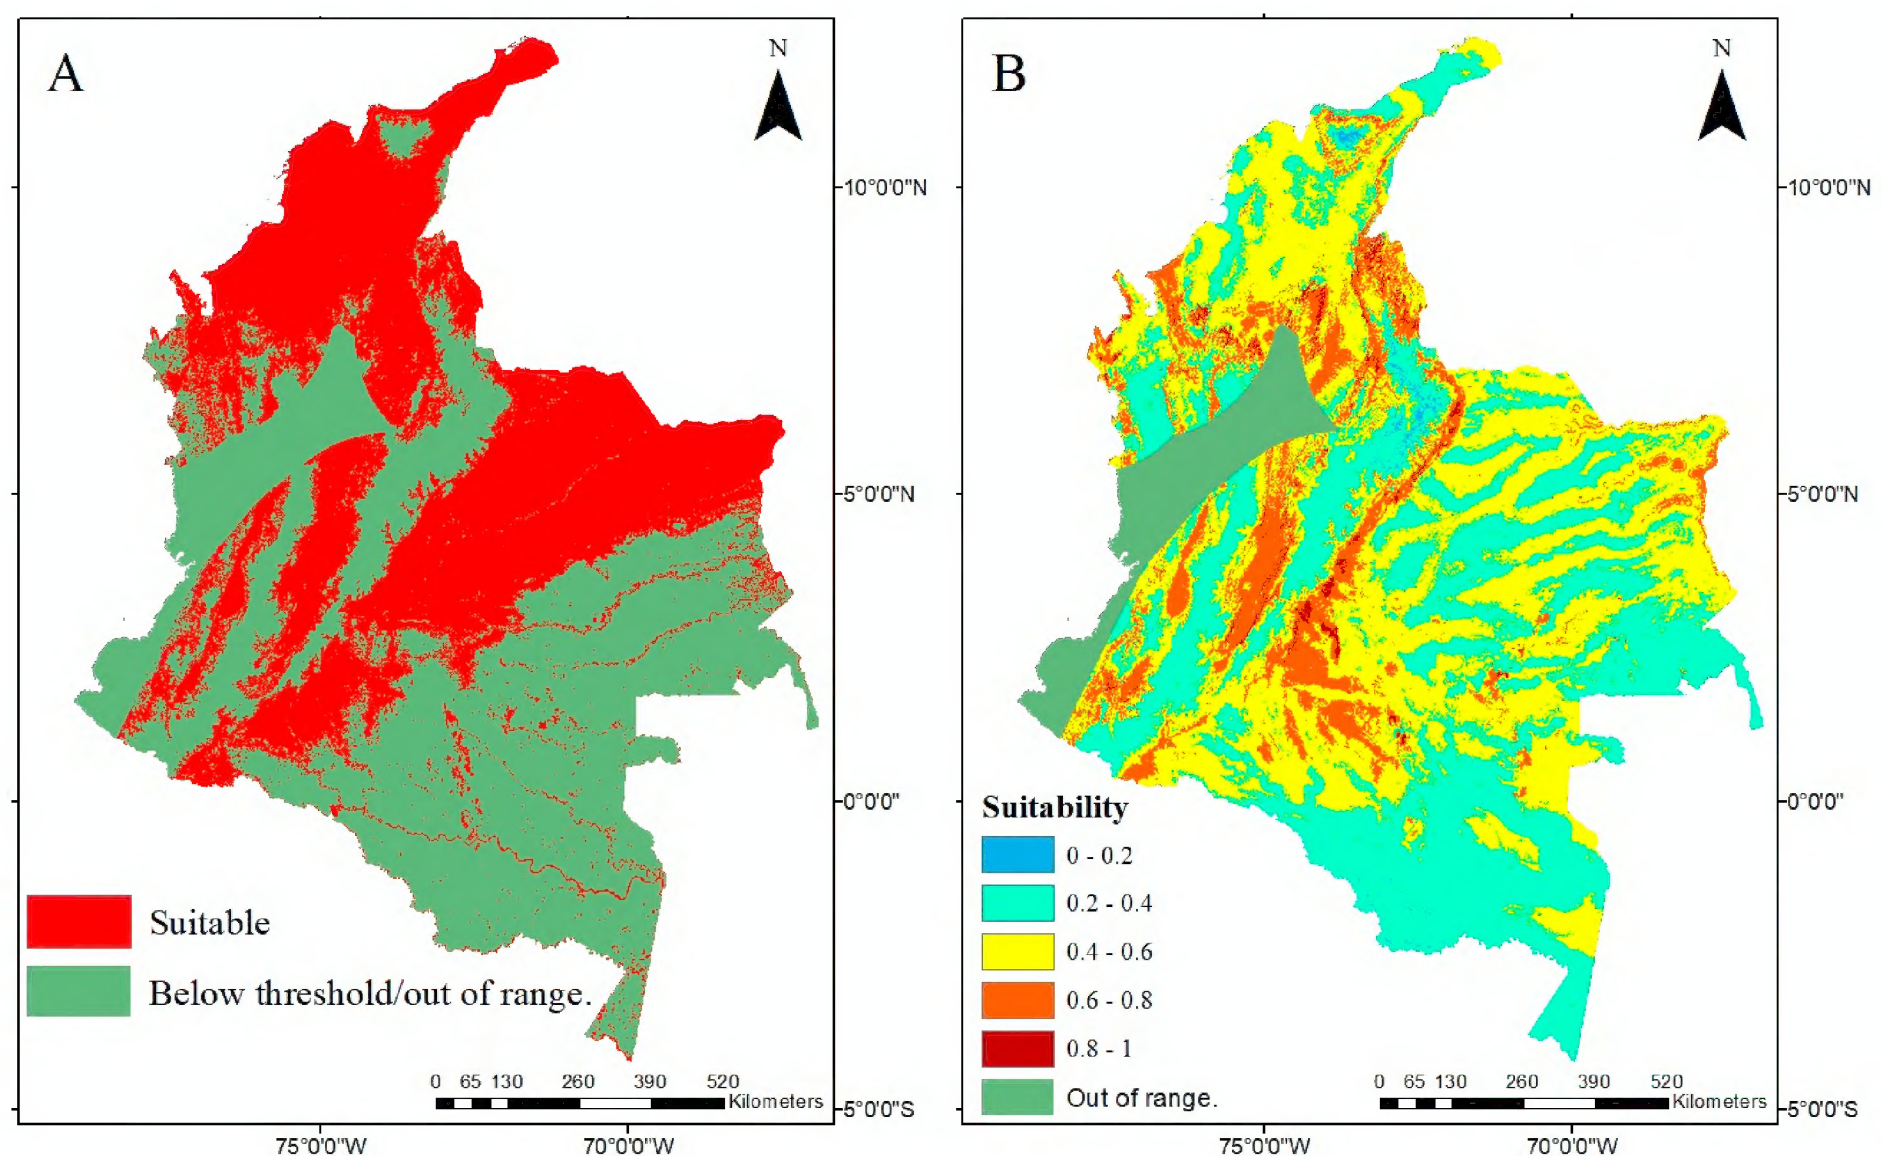 A
N
10°0'0"N
5°0'0"N
0°0'0"
5°0'0"S
Suitable
Below threshold/out of range.
0 65 130 260 390 520
Kilometers
75°0'0"W 70°0'0"W
B
N
10°0'0"N
5°0'0"N
0°0'0"
5°0'0"S
Suitability
0 - 0.2
0.2 - 0.4
0.4 - 0.6
0.6 - 0.8
0.8 - 1
Out of range.
0 65 130 260 390 520
Kilometers
75°0'0"W 70°0'0"W